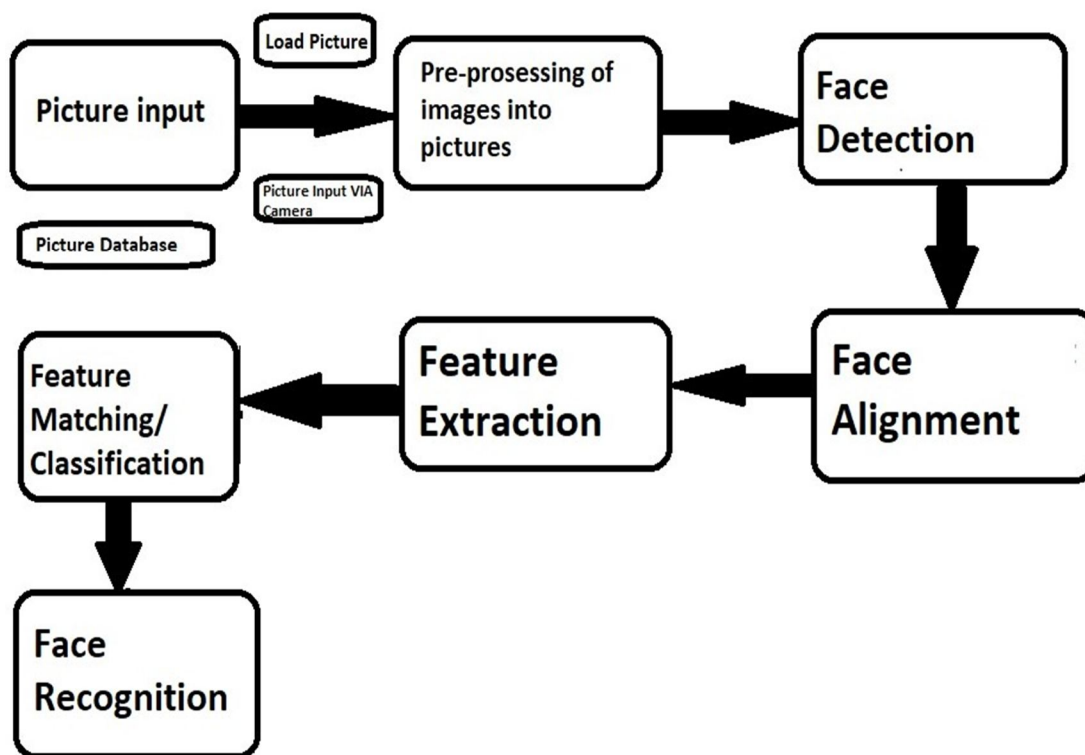 Load Picture
Picture input
Pre-prosessing of
images into
pictures
Face
Detection
Picture Input VIA
Camera
Picture Database
Face
Alignment
Feature
Extraction
Feature
Matching/
Classification
Face
Recognition